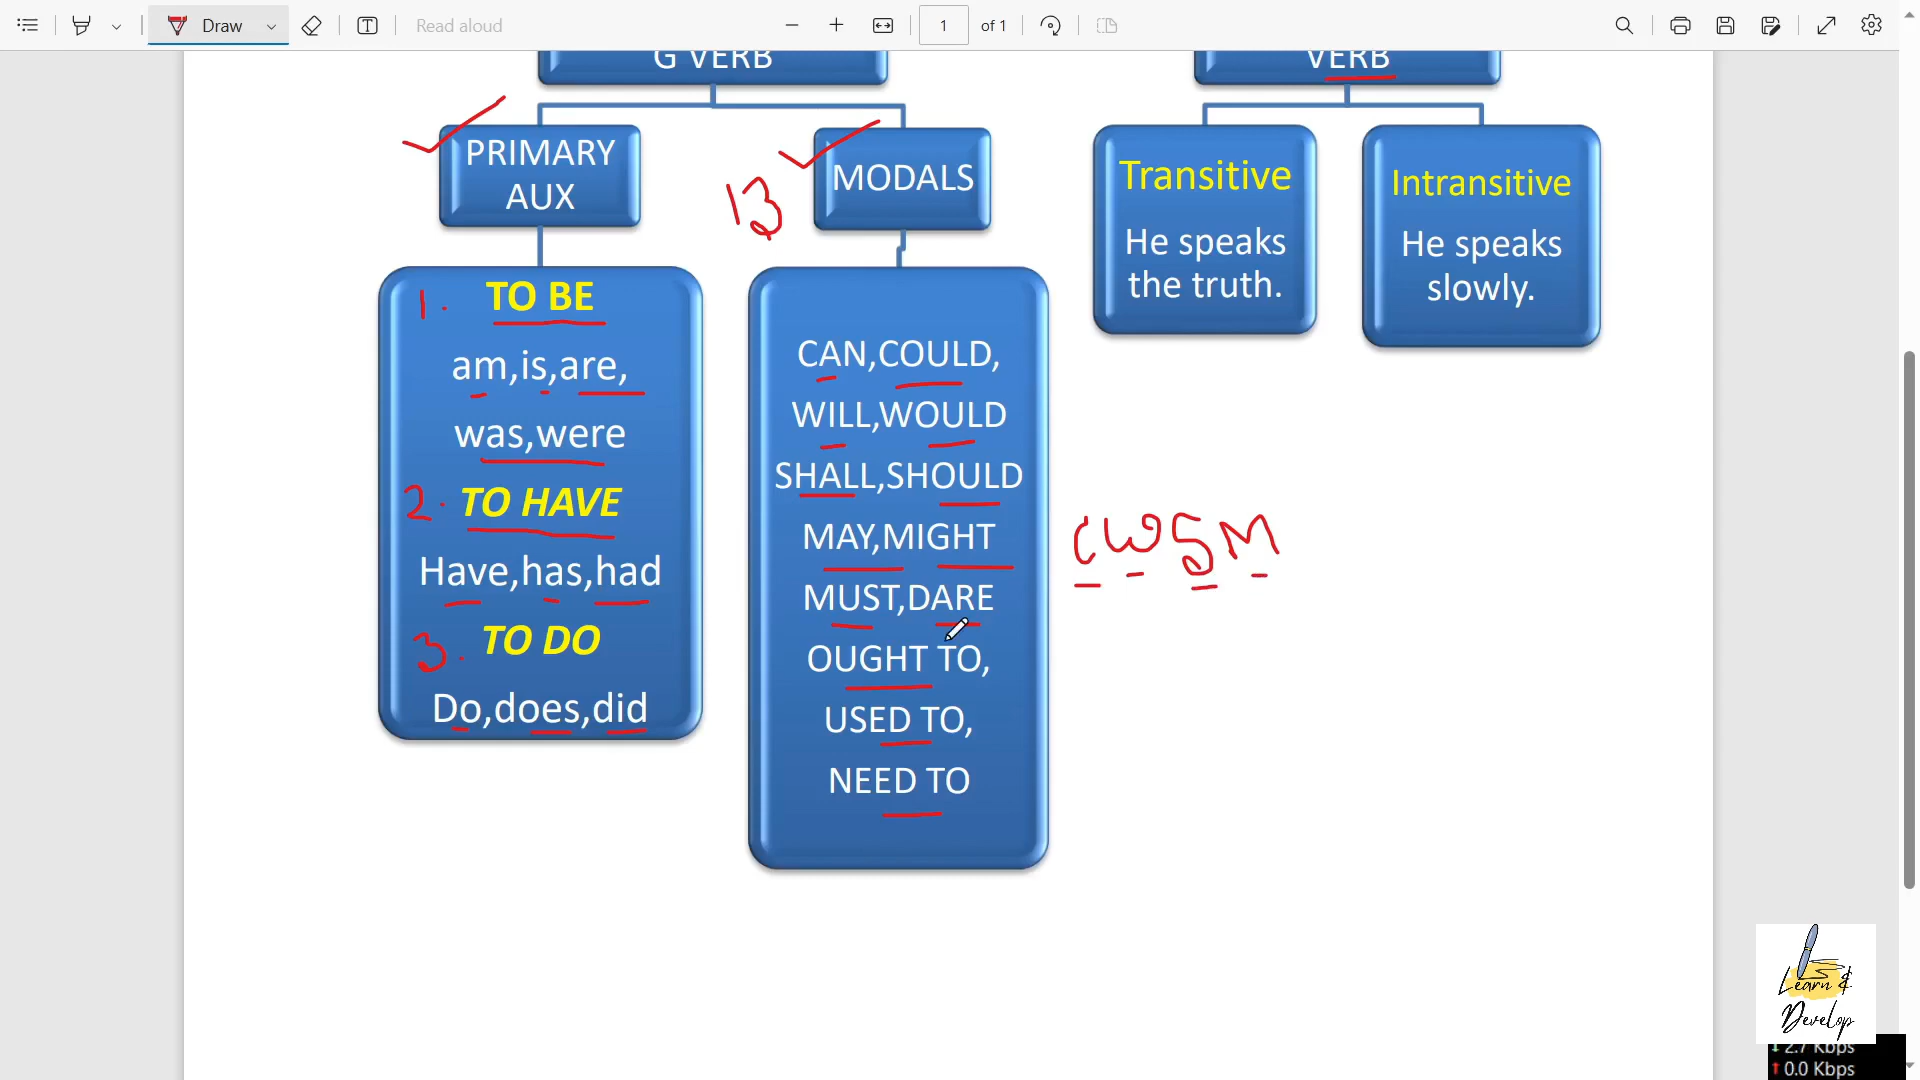 Draw
Read aloud
1
of 1
G VERB
VERB
PRIMARY
AUX
MODALS
13
Transitive
He speaks
the truth.
Intransitive
He speaks
slowly.
1. TO BE
am,is,are,
was,were
2. TO HAVE
Have,has,had
3. TO DO
Do,does,did
CAN,COULD,
WILL,WOULD
SHALL,SHOULD
MAY,MIGHT
MUST,DARE
OUGHT TO,
USED TO,
NEED TO
CWSM
Learn &
Develop
2.7 Kbps
0.0 Kbps